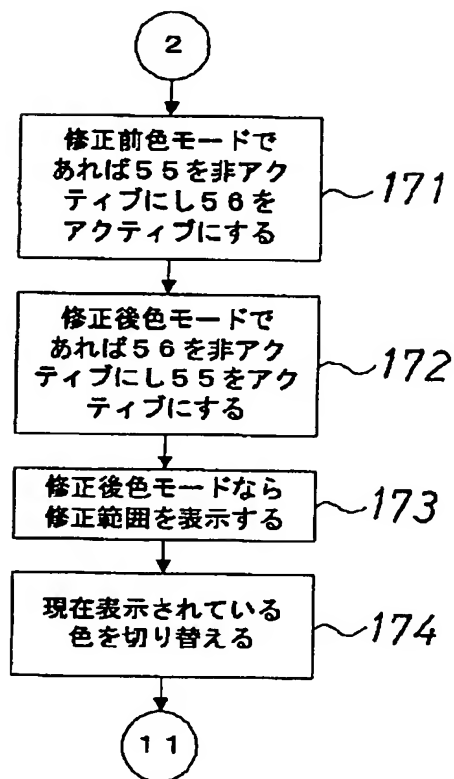 2
修正前色モードで
あれば５５を非アク
ティブにし５６を
アクティブにする
171
修正後色モードで
あれば５６を非アク
ティブにし５５をアク
ティブにする
172
修正後色モードなら
修正範囲を表示する
173
現在表示されている
色を切り替える
174
１１